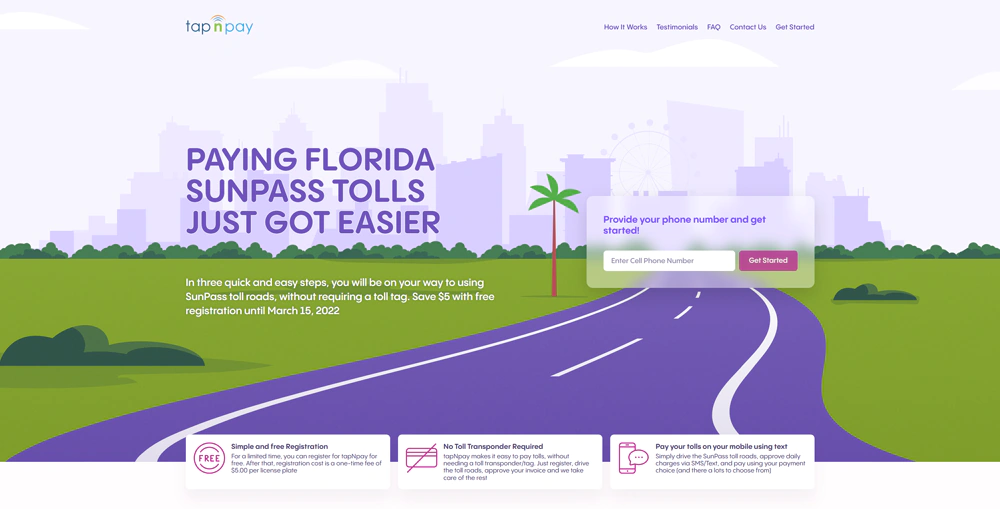 tap n pay
How It Works Testimonials FAQ Contact Us Get Started
PAYING FLORIDA
SUNPASS TOLLS
JUST GOT EASIER
In three quick and easy steps, you will be on your way to using
SunPass toll roads, without requiring a toll tag. Save $5 with free
registration until March 15, 2022
Provide your phone number and get
started!
Enter Cell Phone Number
Get Started
FREE
Simple and free Registration
For a limited time, you can register for tapNpay for
free. After that, registration cost is a one-time fee of
$5.00 per license plate
No Toll Transponder Required
tapNpay makes it easy to pay tolls, without
needing a toll transponder/tag. Just register, drive
the toll roads, approve your invoice and we take
care of the rest
Pay your tolls on your mobile using text
Simply drive the SunPass toll roads, approve daily
charges via SMS/Text, and pay using your payment
choice (and there a lots to choose from)